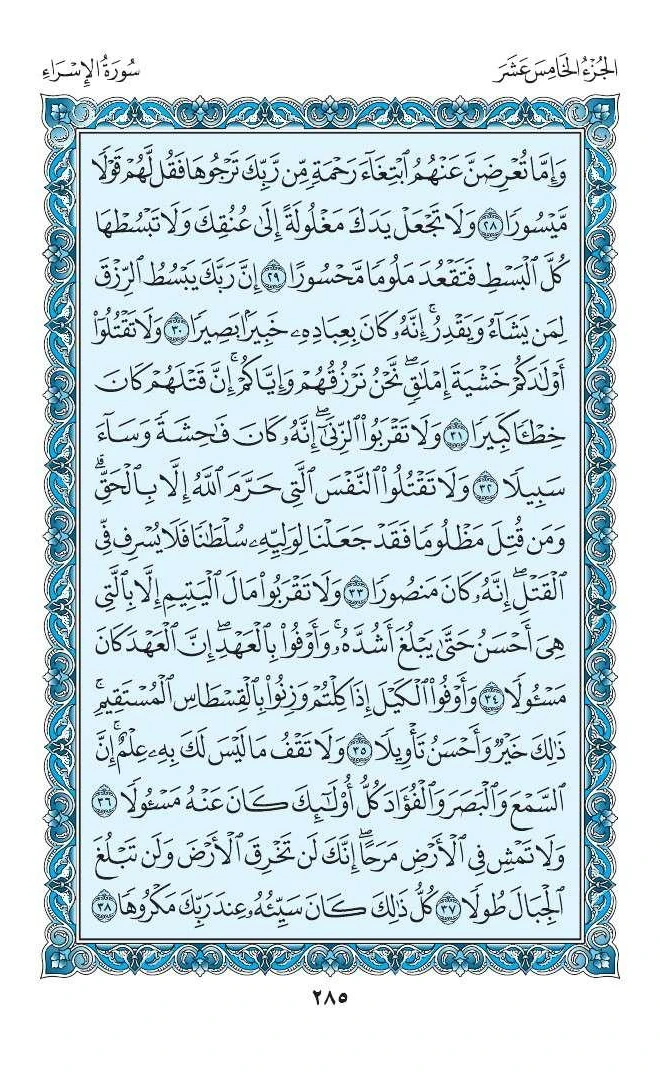 الجُزْءُ الخَامِسَ عَشَرَ
سُورَةُ الإِسْرَاءِ
وَإِمَّا تُعْرِضَنَّ عَنْهُمُ ٱبْتِغَآءَ رَحْمَةٍ مِّن رَّبِّكَ تَرْجُوهَا فَقُل لَّهُمْ قَوْلًا
مَّيْسُورًا ٢٨ وَلَا تَجْعَلْ يَدَكَ مَغْلُولَةً إِلَىٰ عُنُقِكَ وَلَا تَبْسُطْهَا
كُلَّ ٱلْبَسْطِ فَتَقْعُدَ مَلُومًا مَّحْسُورًا ٢٩ إِنَّ رَبَّكَ يَبْسُطُ ٱلرِّزْقَ
لِمَن يَشَآءُ وَيَقْدِرُ ۚ إِنَّهُۥ كَانَ بِعِبَادِهِۦ خَبِيرًۢا بَصِيرًا ٣٠ وَلَا تَقْتُلُوٓا۟
أَوْلَـٰدَكُمْ خَشْيَةَ إِمْلَـٰقٍ ۖ نَّحْنُ نَرْزُقُهُمْ وَإِيَّاكُمْ ۚ إِنَّ قَتْلَهُمْ كَانَ
خِطْـًٔا كَبِيرًا ٣١ وَلَا تَقْرَبُوا۟ ٱلزِّنَىٰٓ ۖ إِنَّهُۥ كَانَ فَـٰحِشَةً وَسَآءَ
سَبِيلًا ٣٢ وَلَا تَقْتُلُوا۟ ٱلنَّفْسَ ٱلَّتِى حَرَّمَ ٱللَّهُ إِلَّا بِٱلْحَقِّ ۗ
وَمَن قُتِلَ مَظْلُومًا فَقَدْ جَعَلْنَا لِوَلِيِّهِۦ سُلْطَـٰنًا فَلَا يُسْرِف فِّى
ٱلْقَتْلِ ۖ إِنَّهُۥ كَانَ مَنصُورًا ٣٣ وَلَا تَقْرَبُوا۟ مَالَ ٱلْيَتِيمِ إِلَّا بِٱلَّتِى
هِىَ أَحْسَنُ حَتَّىٰ يَبْلُغَ أَشُدَّهُۥ ۚ وَأَوْفُوا۟ بِٱلْعَهْدِ ۖ إِنَّ ٱلْعَهْدَ كَانَ
مَسْـُٔولًا ٣٤ وَأَوْفُوا۟ ٱلْكَيْلَ إِذَا كِلْتُمْ وَزِنُوا۟ بِٱلْقِسْطَاسِ ٱلْمُسْتَقِيمِ ۚ
ذَٰلِكَ خَيْرٌ وَأَحْسَنُ تَأْوِيلًا ٣٥ وَلَا تَقْفُ مَا لَيْسَ لَكَ بِهِۦ عِلْمٌ ۚ إِنَّ
ٱلسَّمْعَ وَٱلْبَصَرَ وَٱلْفُؤَادَ كُلُّ أُو۟لَـٰٓئِكَ كَانَ عَنْهُ مَسْـُٔولًا ٣٦
وَلَا تَمْشِ فِى ٱلْأَرْضِ مَرَحًا ۖ إِنَّكَ لَن تَخْرِقَ ٱلْأَرْضَ وَلَن تَبْلُغَ
ٱلْجِبَالَ طُولًا ٣٧ كُلُّ ذَٰلِكَ كَانَ سَيِّئُهُۥ عِندَ رَبِّكَ مَكْرُوهًا ٣٨
٢٨٥